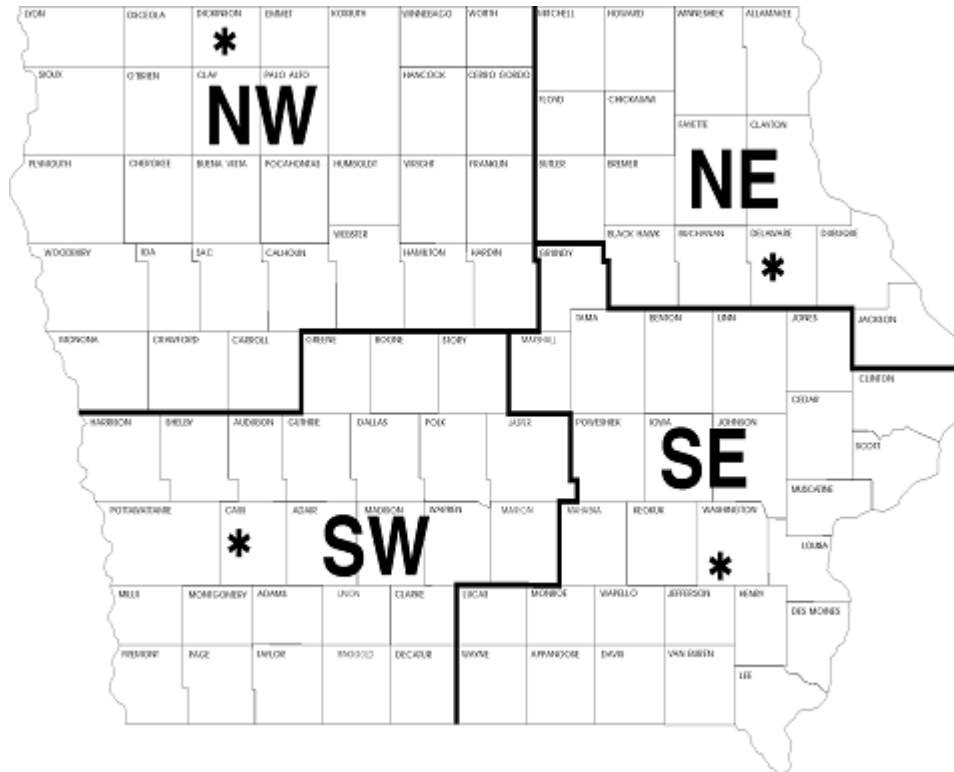 LYON OSCEOLA DICKINSON EMMET KOSSUTH WINNEBAGO WORTH MITCHELL HOWARD WINNESHIEK ALLAMAKEE
*
SIOUX O'BRIEN CLAY PALO ALTO HANCOCK CERRO GORDO
NW
FLOYD CHICKASAW
FAYETTE CLAYTON
PLYMOUTH CHEROKEE BUENA VISTA POCAHONTAS HUMBOLDT WRIGHT FRANKLIN BUTLER BREMER
NE
WEBSTER BLACK HAWK BUCHANAN DELAWARE DUBUQUE
WOODBURY IDA SAC CALHOUN HAMILTON HARDIN GRUNDY
*
TAMA BENTON LINN JONES JACKSON
MONONA CRAWFORD CARROLL GREENE BOONE STORY MARSHALL
CLINTON
CEDAR
HARRISON SHELBY AUDUBON GUTHRIE DALLAS POLK JASPER POWESHIEK IOWA JOHNSON
SCOTT
SE
MUSCATINE
POTTAWATTAMIE CASS ADAIR MADISON WARREN MARION MAHASKA KEOKUK WASHINGTON
* SW
LOUISA
*
MILLS MONTGOMERY ADAMS UNION CLARKE LUCAS MONROE WAPELLO JEFFERSON HENRY
DES MOINES
FREMONT PAGE TAYLOR RINGGOLD DECATUR WAYNE APPANOOSE DAVIS VAN BUREN
LEE